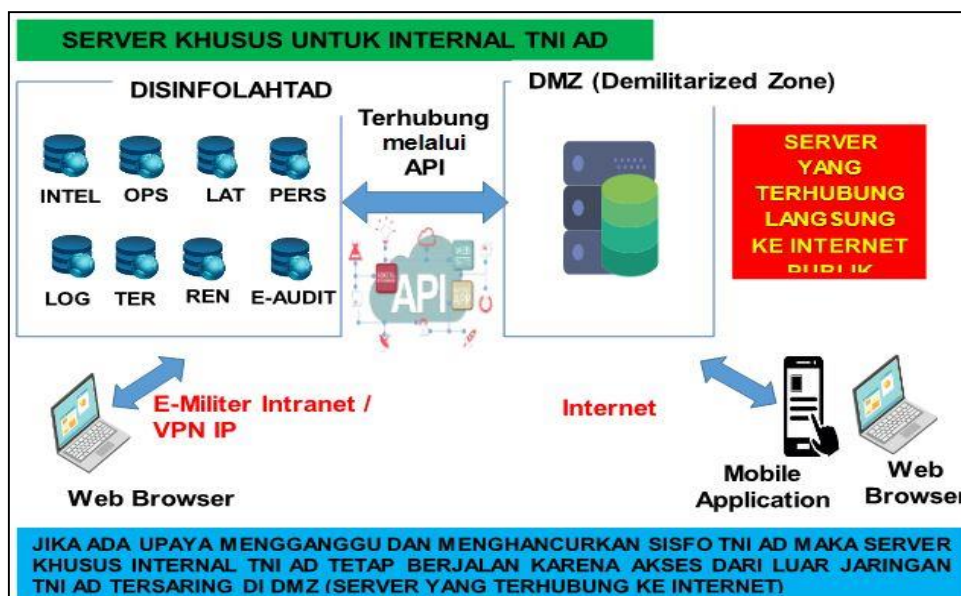 SERVER KHUSUS UNTUK INTERNAL TNI AD
DISINFOLAHTAD
INTEL OPS LAT PERS
LOG TER REN E-AUDIT
Terhubung
melalui
API
API
DMZ (Demilitarized Zone)
SERVER
YANG
TERHUBUNG
LANGSUNG
KE INTERNET
PUBLIK
E-Militer Intranet /
VPN IP
Web Browser
Internet
Mobile
Application
Web
Browser
JIKA ADA UPAYA MENGGANGGU DAN MENGHANCURKAN SISFO TNI AD MAKA SERVER
KHUSUS INTERNAL TNI AD TETAP BERJALAN KARENA AKSES DARI LUAR JARINGAN
TNI AD TERSARING DI DMZ (SERVER YANG TERHUBUNG KE INTERNET)